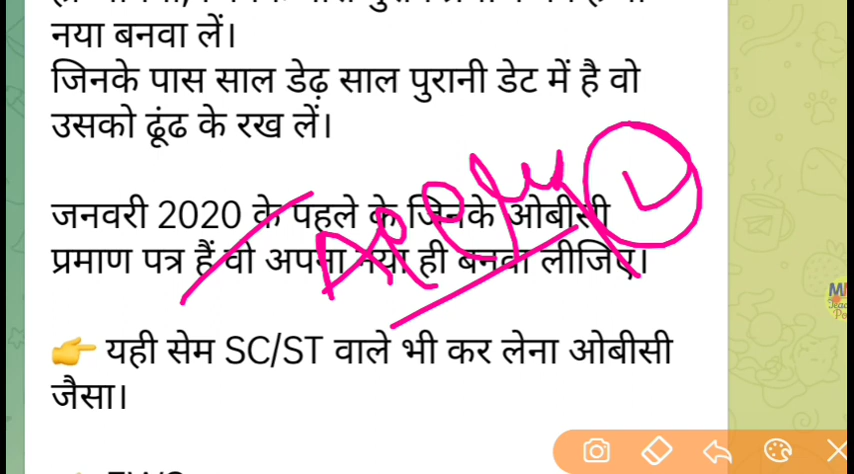 नया बनवा लें।
जिनके पास साल डेढ़ साल पुरानी डेट में है वो
उसको ढूंढ के रख लें।
जनवरी 2020 के पहले के जिनके ओबीसी
प्रमाण पत्र हैं वो अपना नया ही बनवा लीजिए।
Apply
👉 यही सेम SC/ST वाले भी कर लेना ओबीसी
जैसा।